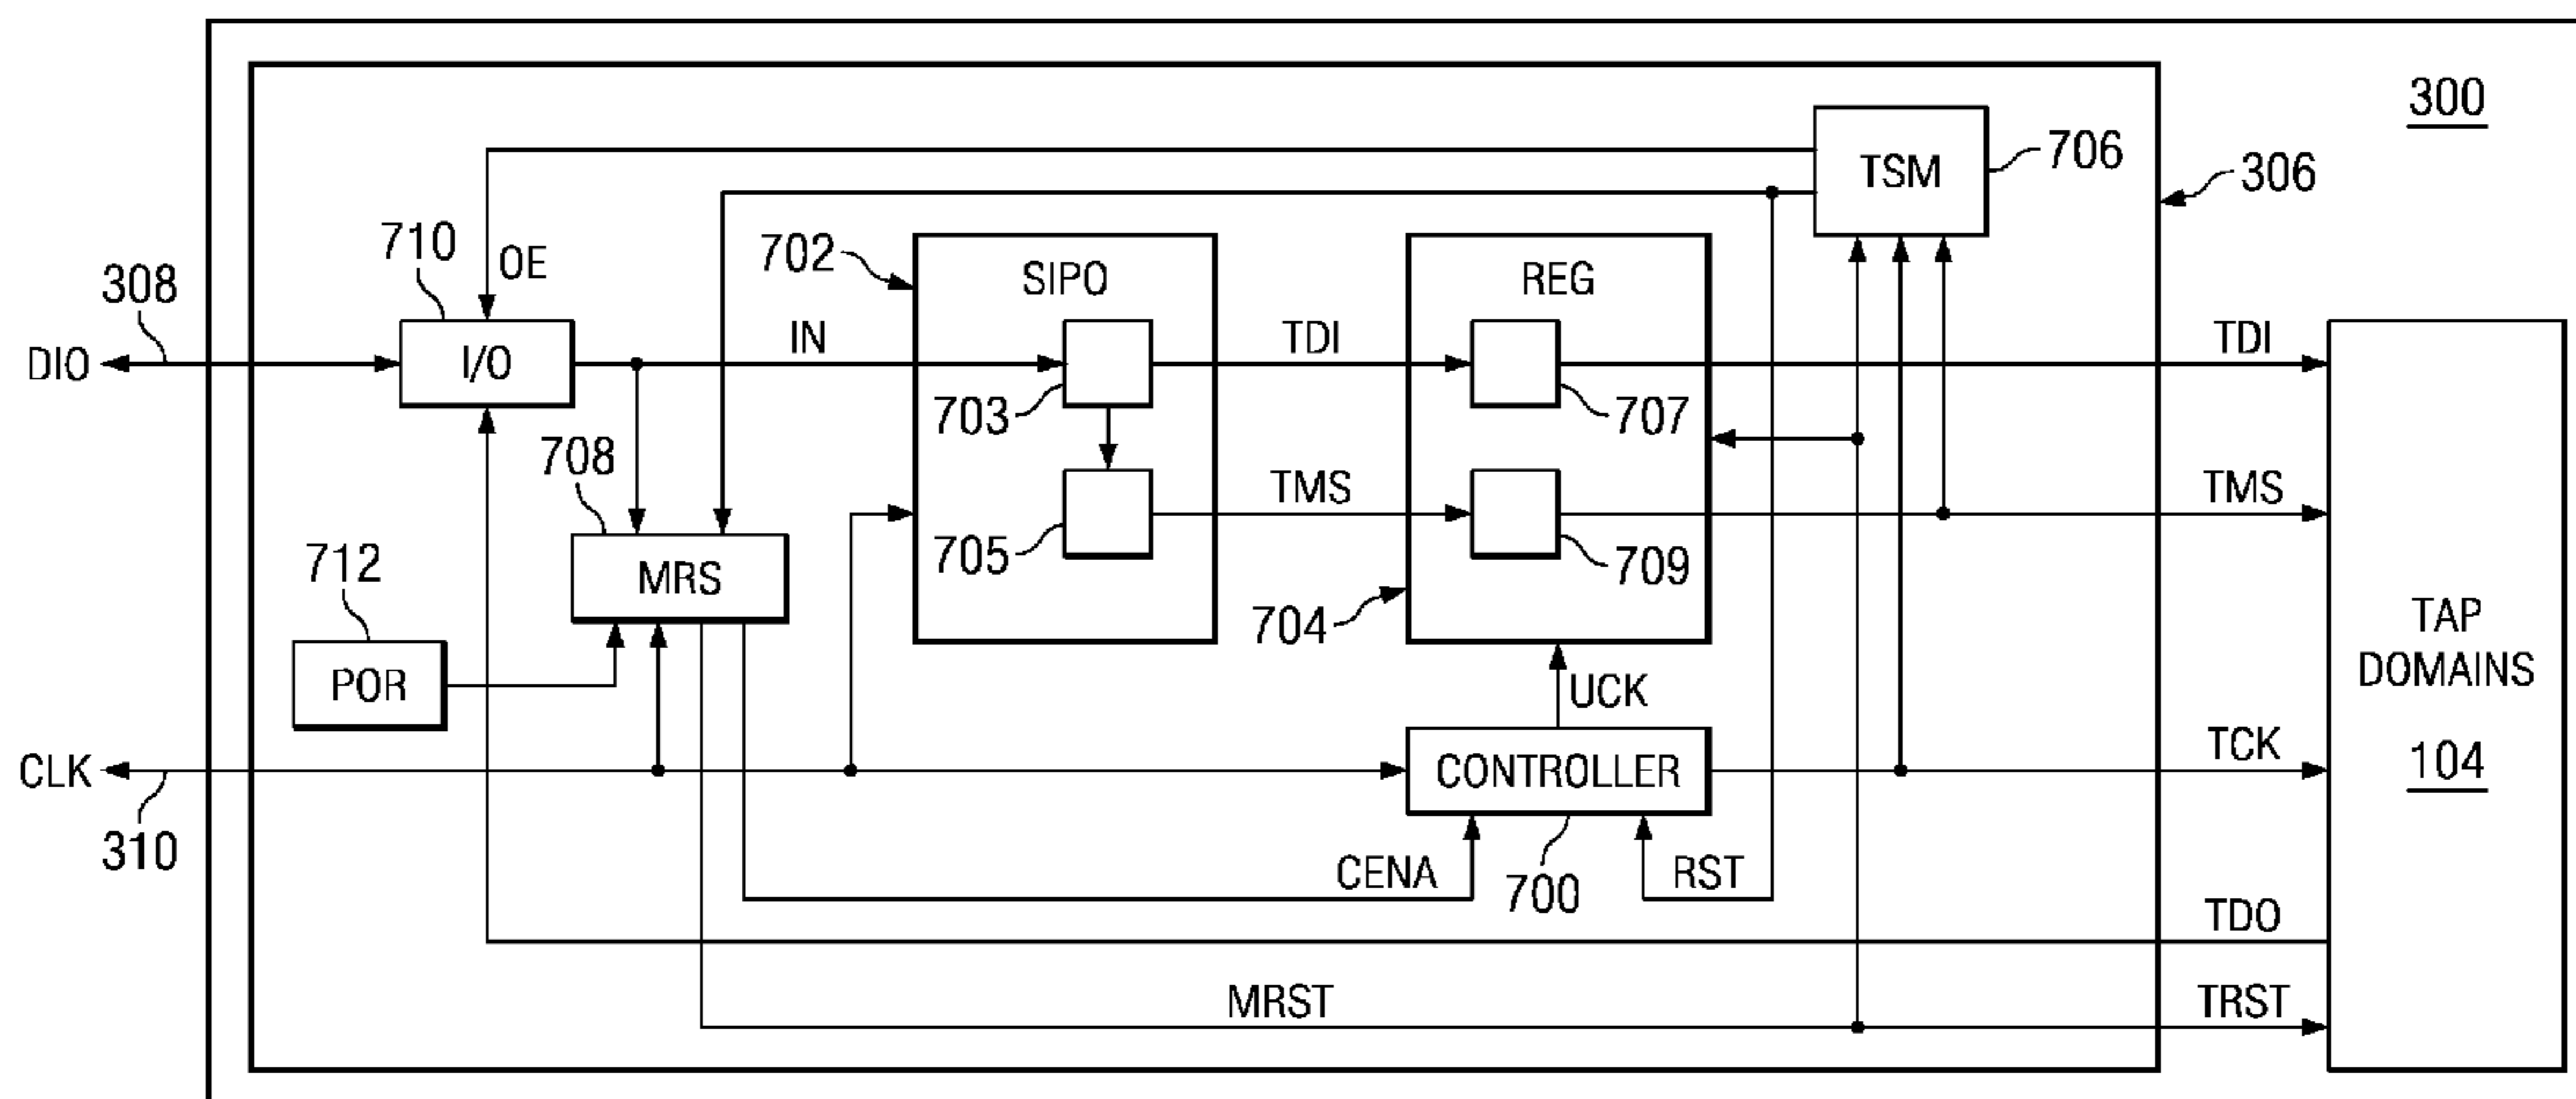 300
TSM
706
306
710
OE
702
SIPO
REG
308
DIO
I/O
IN
TDI
TDI
703
707
708
TMS
TMS
705
709
712
MRS
704
POR
UCK
TAP
DOMAINS
104
CLK
CONTROLLER
TCK
310
CENA
700
RST
TDO
MRST
TRST